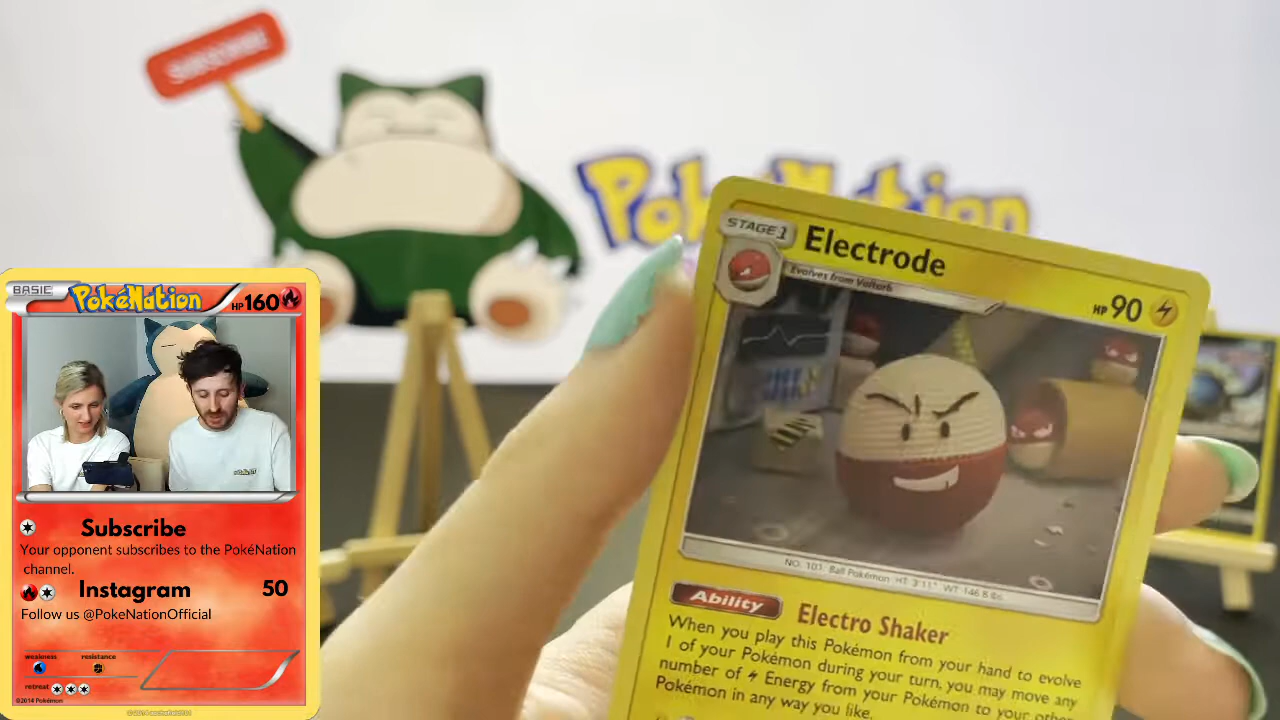 SUBSCRIBE
PokéNation
BASIC
PokéNation
HP 160
Subscribe
Your opponent subscribes to the PokéNation
channel.
Instagram 50
Follow us @PokeNationOfficial
weakness resistance
retreat
©2014 Pokémon
STAGE 1
Electrode
Evolves from Voltorb
HP 90
NO. 101 Ball Pokémon HT: 3'11" WT: 146.8 lbs.
Ability Electro Shaker
When you play this Pokémon from your hand to evolve
1 of your Pokémon during your turn, you may move any
number of Energy from your Pokémon to your other
Pokémon in any way you like.